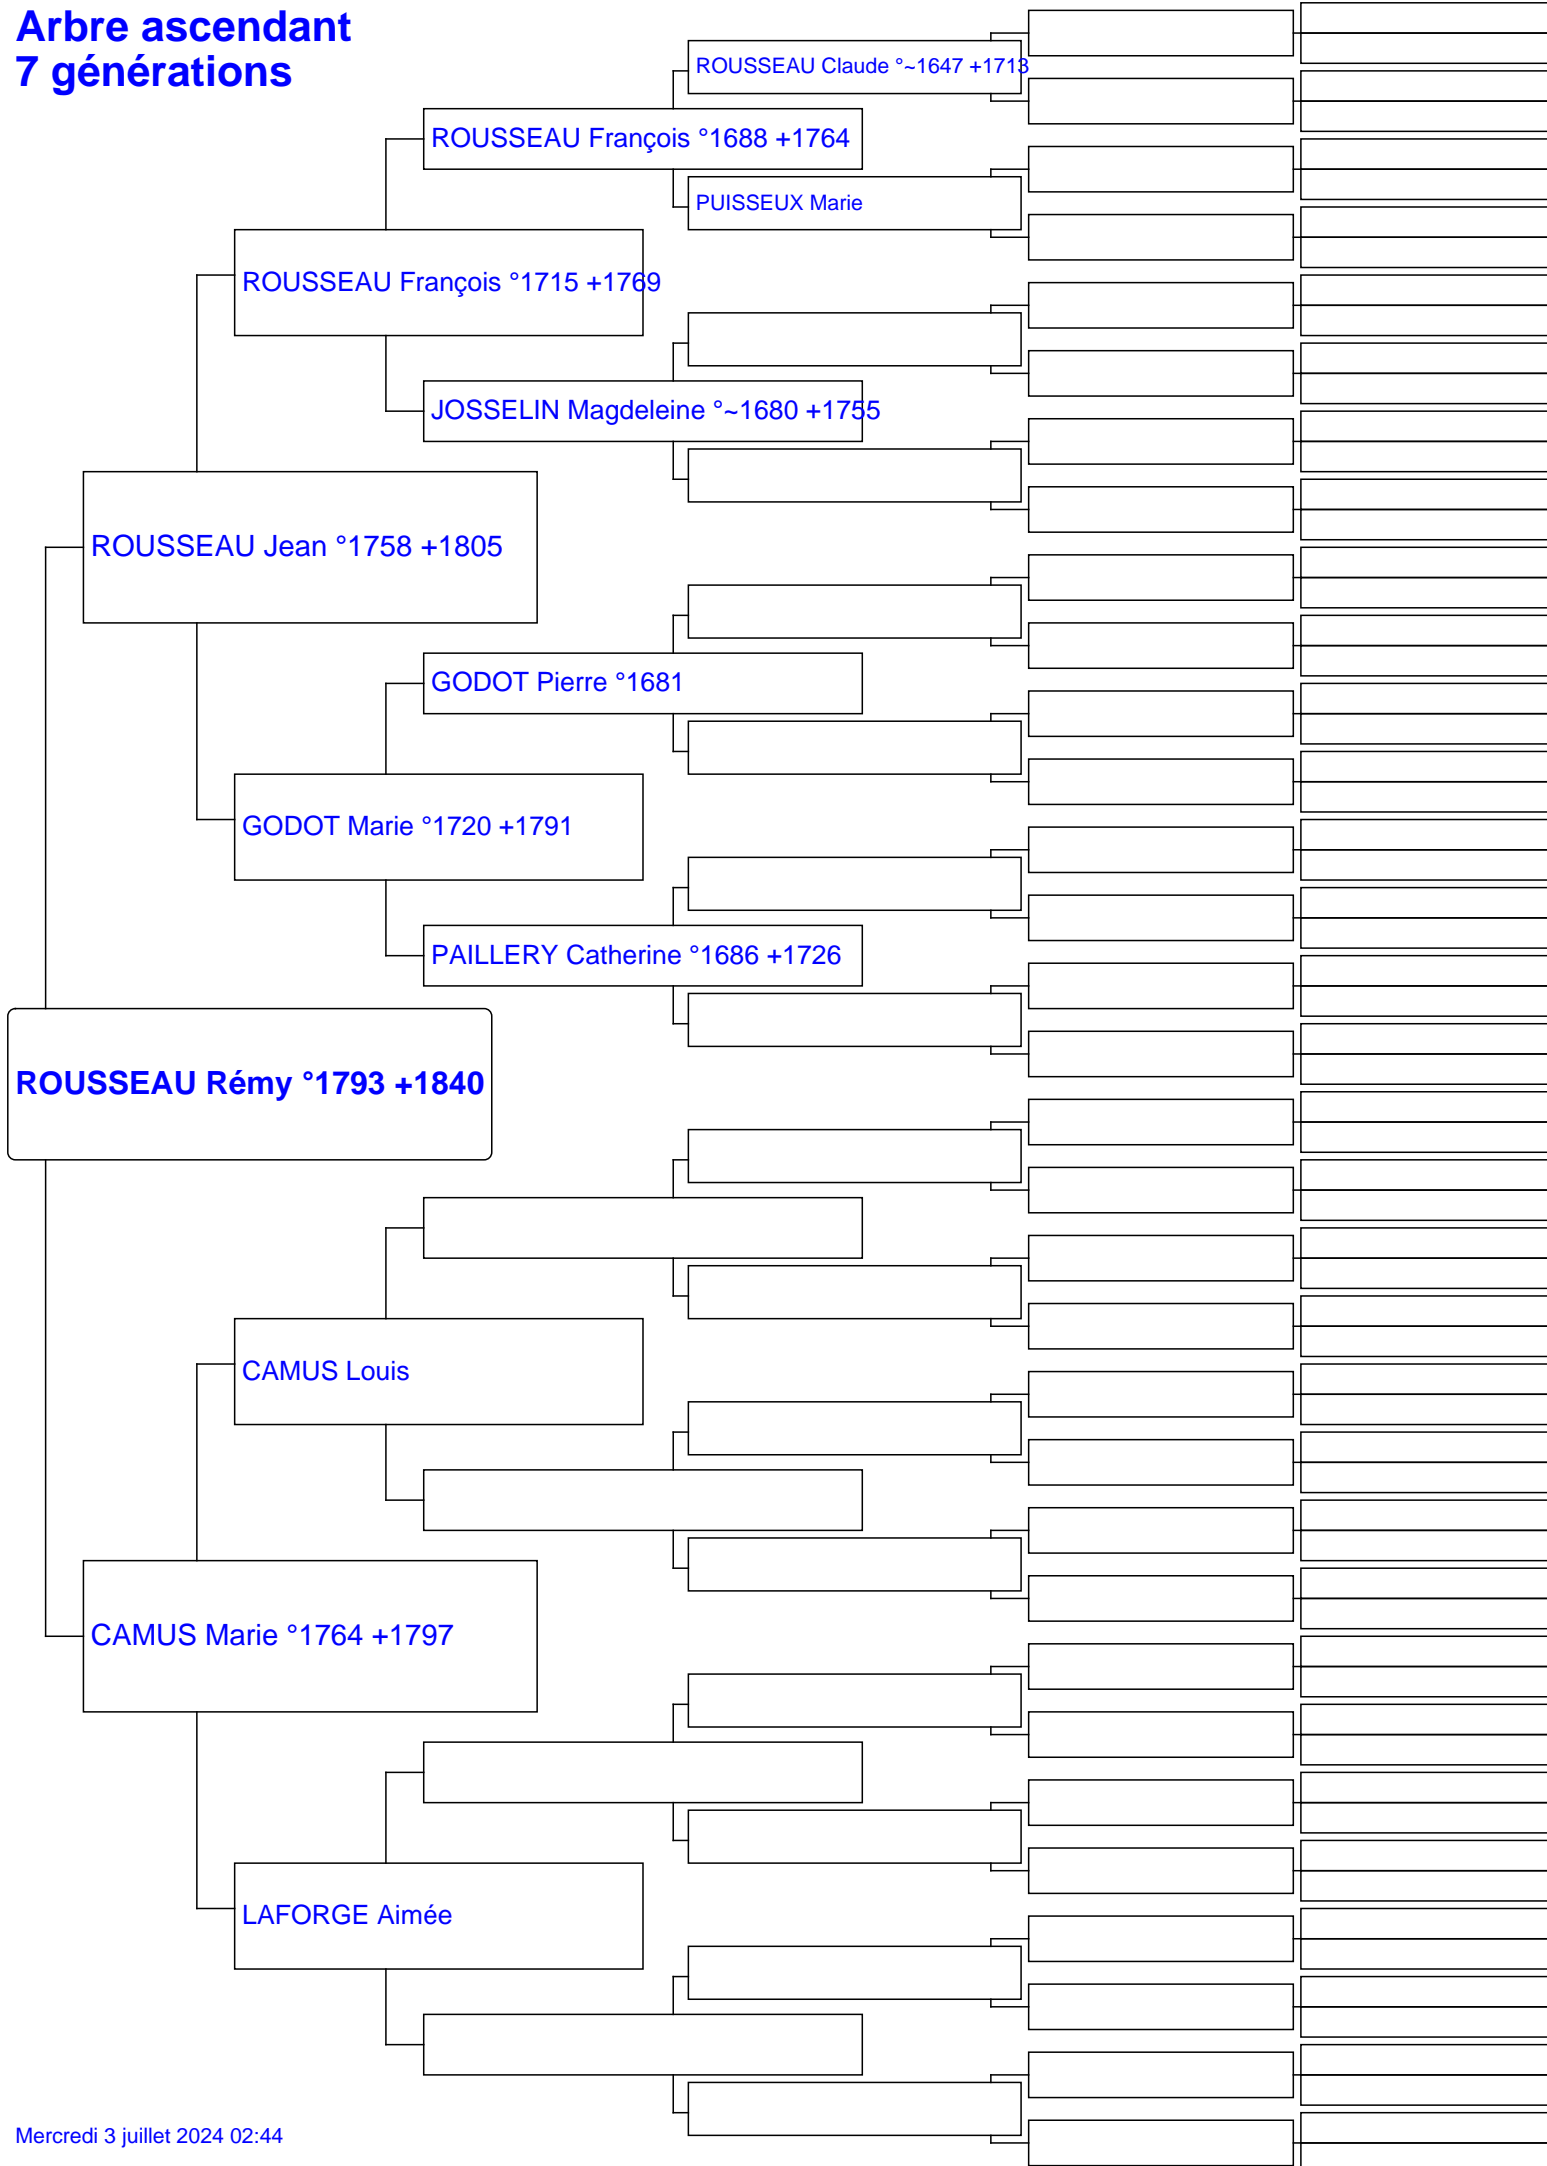 Arbre ascendant
7 générations
ROUSSEAU Claude °~1647 +1713
ROUSSEAU François °1688 +1764
PUISSEUX Marie
ROUSSEAU François °1715 +1769
JOSSELIN Magdeleine °~1680 +1755
ROUSSEAU Jean °1758 +1805
GODOT Pierre °1681
GODOT Marie °1720 +1791
PAILLERY Catherine °1686 +1726
ROUSSEAU Rémy °1793 +1840
CAMUS Louis
CAMUS Marie °1764 +1797
LAFORGE Aimée
Mercredi 3 juillet 2024 02:44